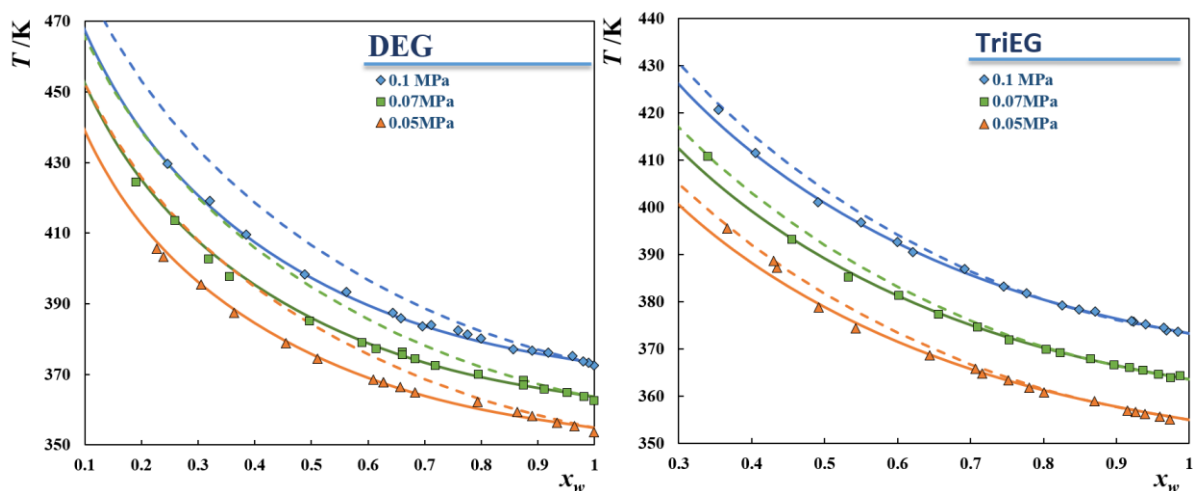 T /K
470
450
430
410
390
370
350
0.1 0.2 0.3 0.4 0.5 0.6 0.7 0.8 0.9 1
x_w
DEG
0.1 MPa
0.07MPa
0.05MPa
T /K
440
430
420
410
400
390
380
370
360
350
0.3 0.4 0.5 0.6 0.7 0.8 0.9 1
x_w
TriEG
0.1 MPa
0.07MPa
0.05MPa